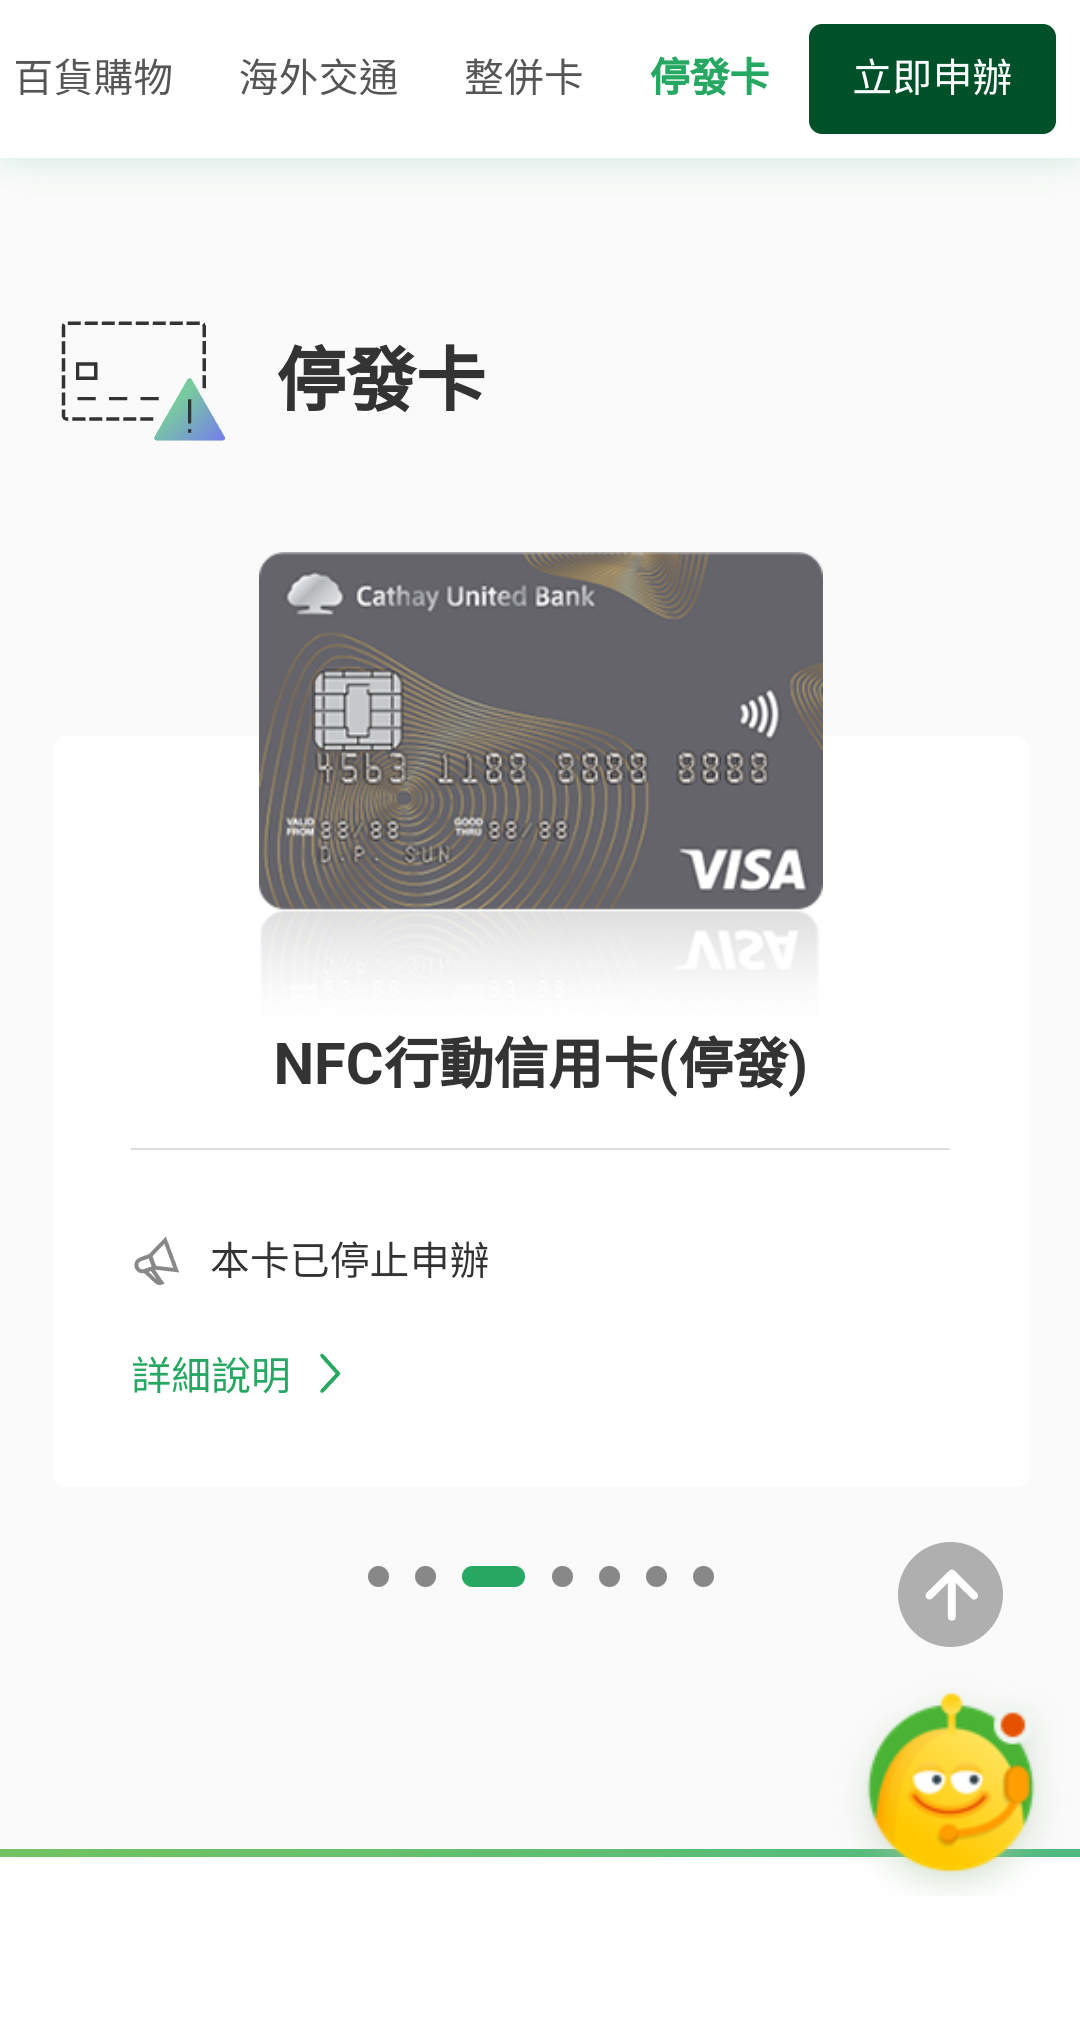 百貨購物 海外交通 整併卡 停發卡 立即申辦
停發卡
Cathay United Bank
4563 1188 8888 8888
VALID FROM 88/88 GOOD THRU 88/88
D.P. SUN
VISA
NFC行動信用卡(停發)
本卡已停止申辦
詳細說明